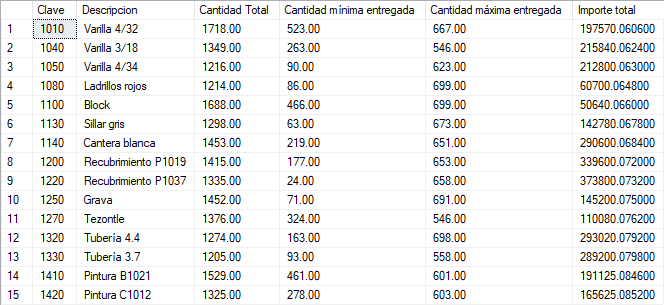 Clave Descripcion Cantidad Total Cantidad mínima entregada Cantidad máxima entregada Importe total
1 1010 Varilla 4/32 1718.00 523.00 667.00 197570.060600
2 1040 Varilla 3/18 1349.00 263.00 546.00 215840.062400
3 1050 Varilla 4/34 1216.00 90.00 623.00 212800.063000
4 1080 Ladrillos rojos 1214.00 86.00 699.00 60700.064800
5 1100 Block 1688.00 466.00 699.00 50640.066000
6 1130 Sillar gris 1298.00 63.00 673.00 142780.067800
7 1140 Cantera blanca 1453.00 219.00 651.00 290600.068400
8 1200 Recubrimiento P1019 1415.00 177.00 653.00 339600.072000
9 1220 Recubrimiento P1037 1335.00 24.00 658.00 373800.073200
10 1250 Grava 1452.00 71.00 691.00 145200.075000
11 1270 Tezontle 1376.00 324.00 546.00 110080.076200
12 1320 Tubería 4.4 1274.00 163.00 698.00 293020.079200
13 1330 Tubería 3.7 1205.00 93.00 558.00 289200.079800
14 1410 Pintura B1021 1529.00 461.00 601.00 191125.084600
15 1420 Pintura C1012 1325.00 278.00 603.00 165625.085200